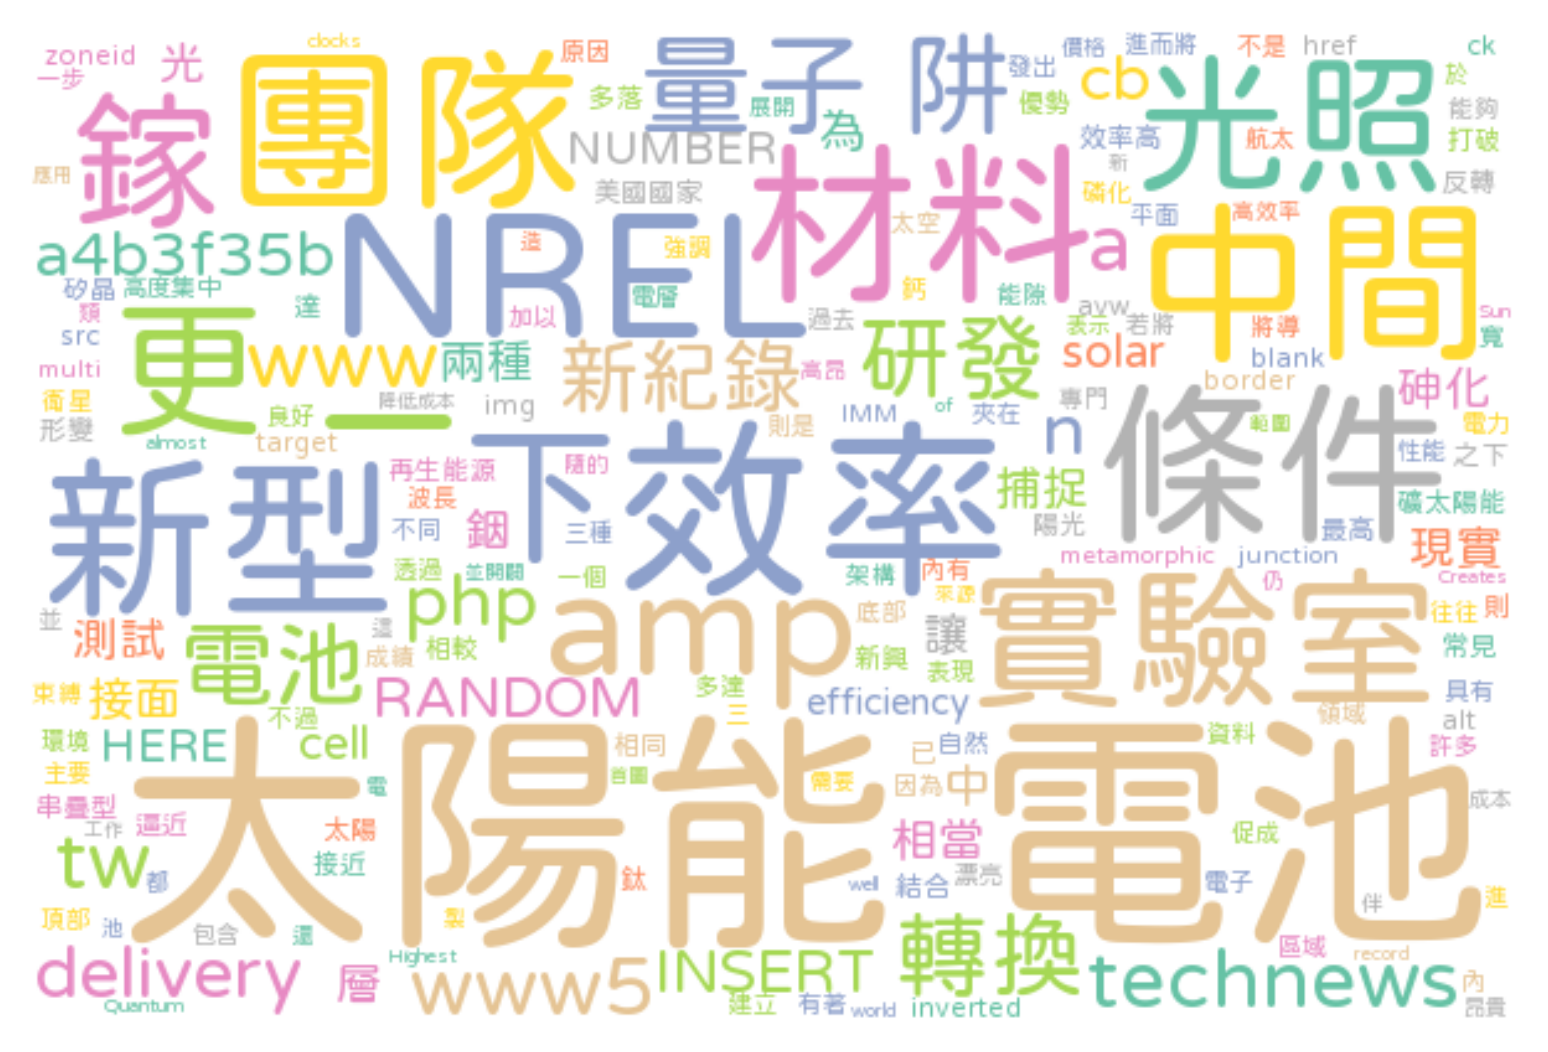 clocks
zoneid
光
一步
團隊
原因
量子 阱
發出
價格
進而將
不是
href
ck
於
多落
展開
優勢
cb
光照
能夠
鎵
為
NUMBER
效率高
航太
打破
新
應用
美國國家
材料
磷化
反轉
平面
高效率
太空
a4b3f35b
NREL
造
強調
a
中間
矽晶
高度集中
達
電層
鈣
能隙
avw
類
src
加以
過去
表示
若將
將導
Sun
寬
更
www
兩種
新紀錄
研發
solar
blank
multi
高昂
border
衛星
降低成本
img
砷化
形變
良好
一
IMM
of
夾在
專門
條件
範圍
電力
almost
target
則是
n
性能
之下
新型
再生能源
隨的
下效率
捕捉
波長
礦太陽能
不同
銦
三種
陽光
最高
現實
metamorphic
junction
透過
並開闢
一個
架構
內有
仍
Creates
php
amp
來源
實驗室
往往
則
並
測試
電池
這
底部
讓
成績
相較
新興
表現
常見
束縛
接面
RANDOM
多達
efficiency
具有
不過
三
領域
alt
環境
HERE
cell
相同
已
自然
資料
許多
主要
太陽能電池
電
首圖
需要
因為
中
串疊型
成本
工作
逼近
太陽
相當
促成
tw
接近
都
鈦
well
結合
漂亮
電子
頂部
池
製
伴
進
包含
還
轉換
區域
delivery
層
Highest
www5
INSERT
technews
record
內
Quantum
建立
有著
world
inverted
昂貴